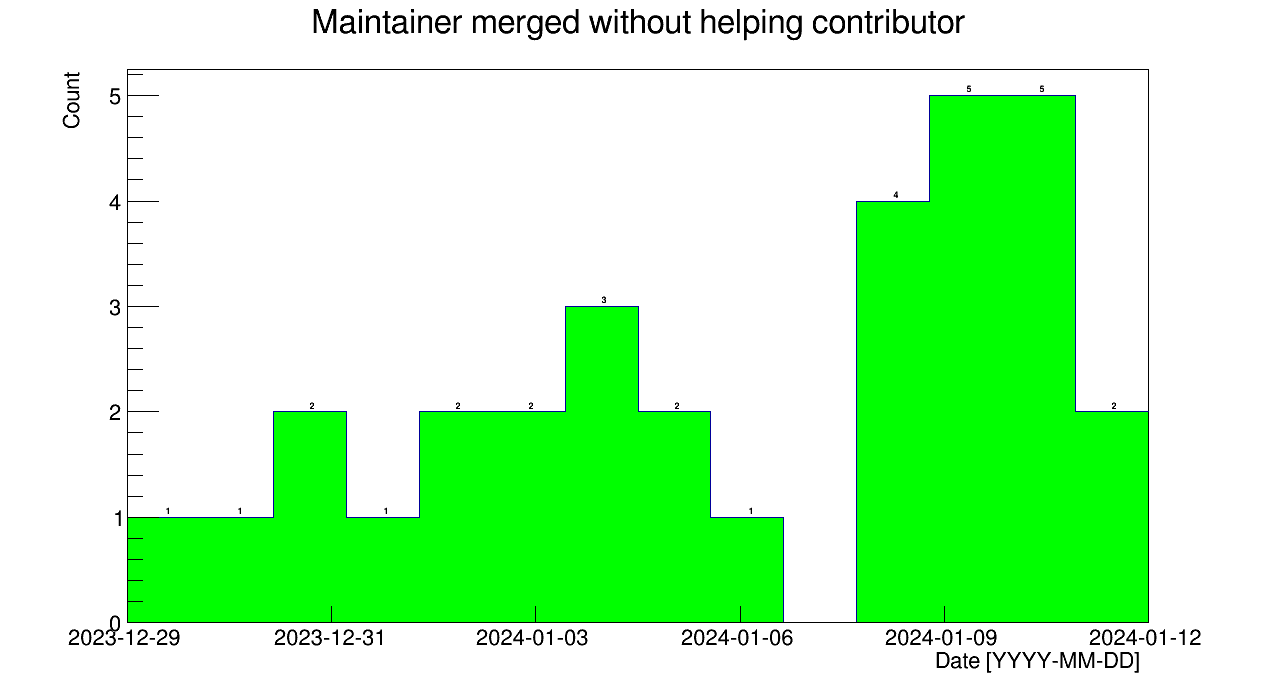 Maintainer merged without helping contributor
Count
5
4
3
2
1
0
1 1 2 1 2 2 3 2 1 4 5 5 2
2023-12-29 2023-12-31 2024-01-03 2024-01-06 2024-01-09 2024-01-12
Date [YYYY-MM-DD]